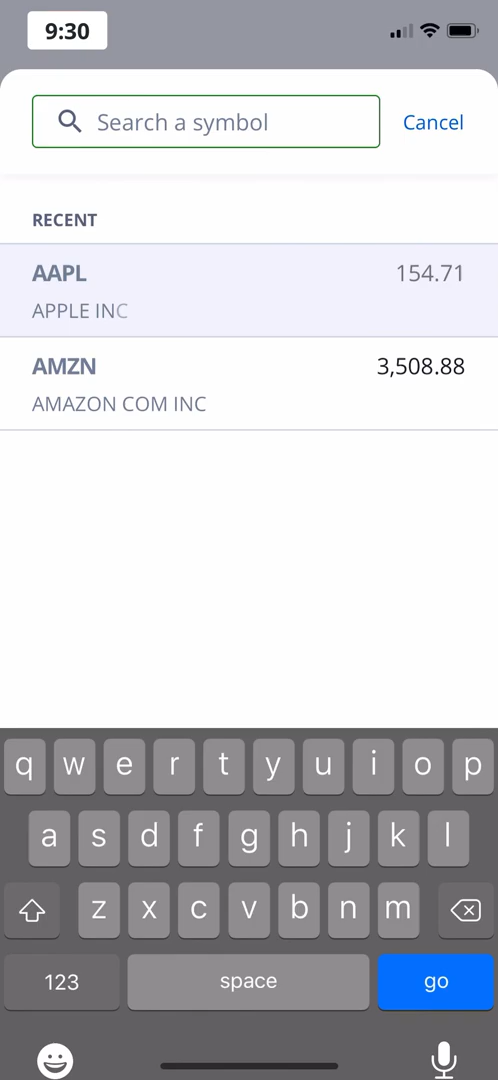 9:30
Search a symbol
Cancel
RECENT
AAPL 154.71
APPLE INC
AMZN 3,508.88
AMAZON COM INC
q w e r t y u i o p
a s d f g h j k l
z x c v b n m
123 space go